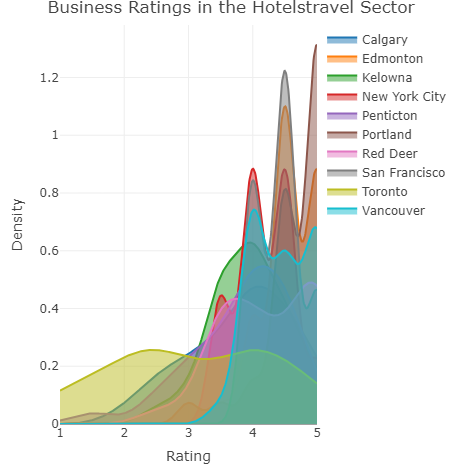 Business Ratings in the Hotelstravel Sector
Calgary
Edmonton
Kelowna
New York City
Penticton
Portland
Red Deer
San Francisco
Toronto
Vancouver
1.2
1
0.8
0.6
0.4
0.2
0
Density
1 2 3 4 5
Rating